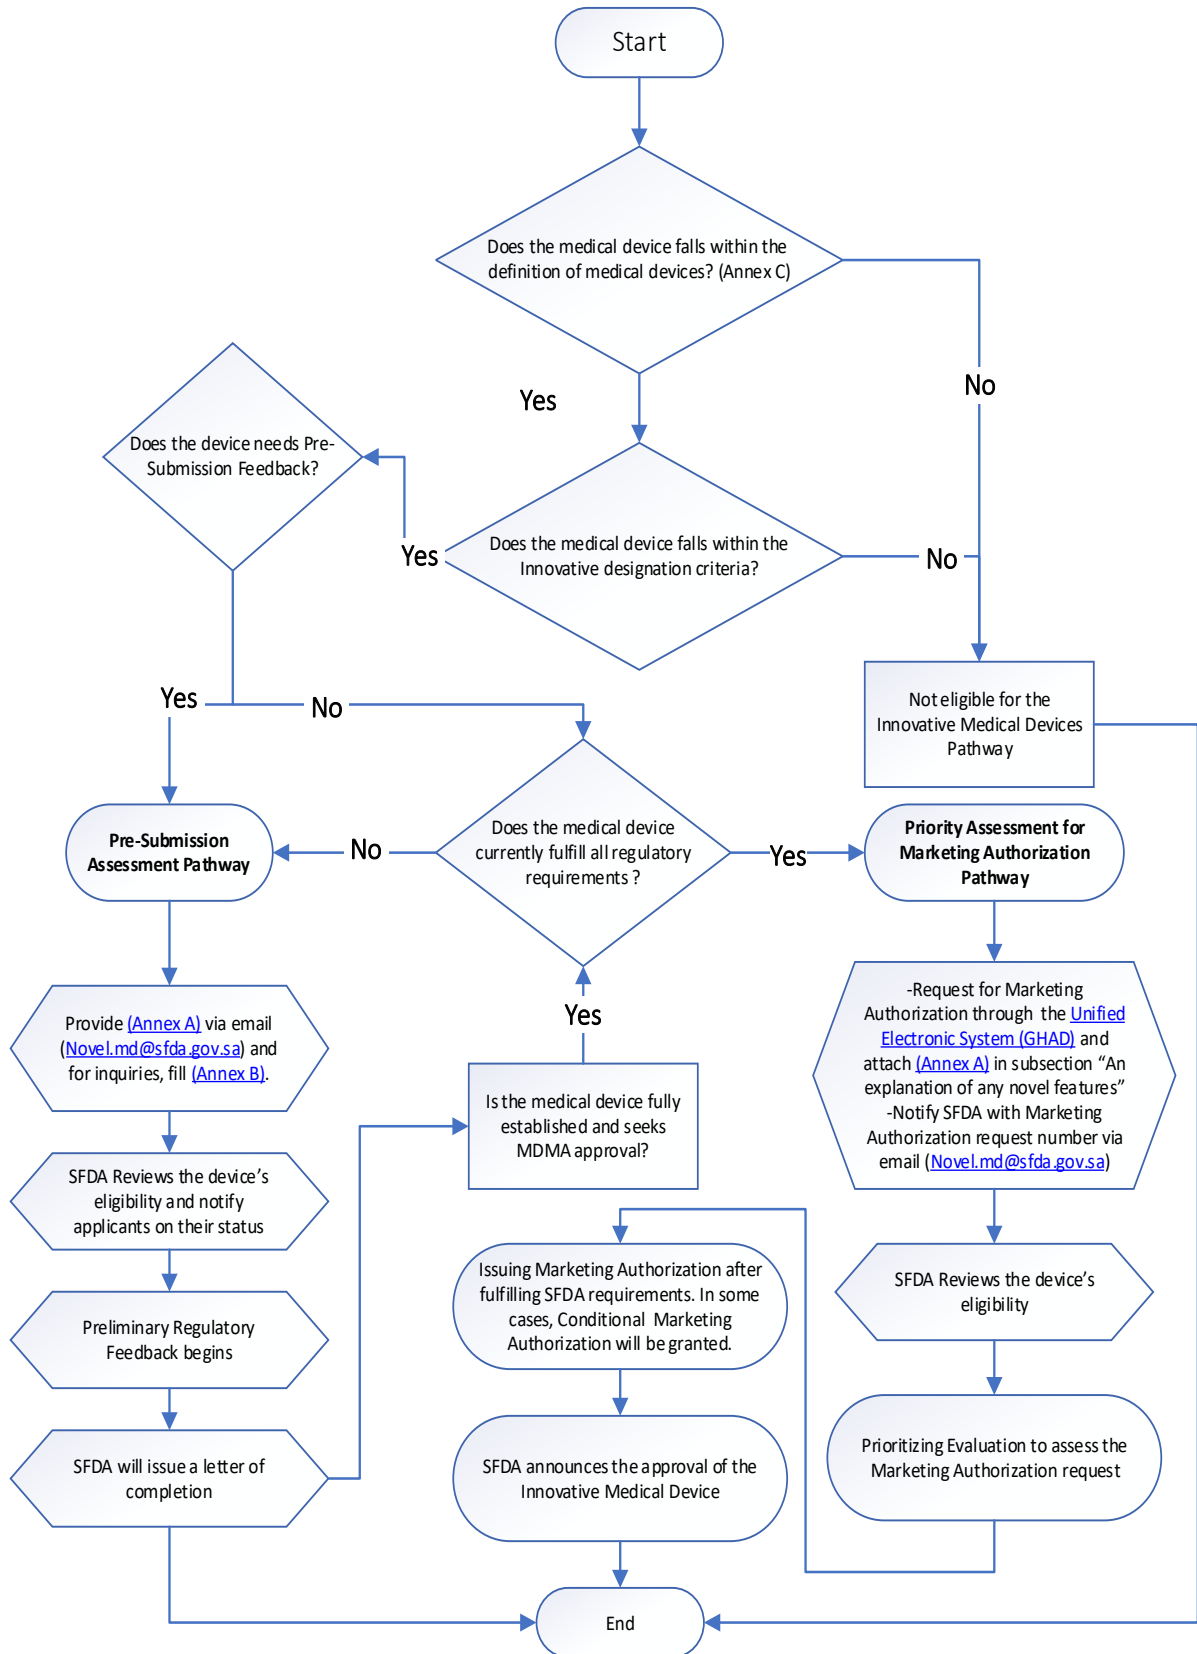 Start
Does the medical device falls within the
definition of medical devices? (Annex C)
No
Yes
Does the device needs Pre-
Submission Feedback?
Does the medical device falls within the
Innovative designation criteria?
Yes
No
Not eligible for the
Innovative Medical Devices
Pathway
Yes
No
Pre-Submission
Assessment Pathway
No
Does the medical device
currently fulfill all regulatory
requirements ?
Yes
Priority Assessment for
Marketing Authorization
Pathway
Provide (Annex A) via email
(Novel.md@sfda.gov.sa) and
for inquiries, fill (Annex B).
Yes
-Request for Marketing
Authorization through the Unified
Electronic System (GHAD) and
attach (Annex A) in subsection “An
explanation of any novel features”
-Notify SFDA with Marketing
Authorization request number via
email (Novel.md@sfda.gov.sa)
Is the medical device fully
established and seeks
MDMA approval?
SFDA Reviews the device’s
eligibility and notify
applicants on their status
Issuing Marketing Authorization after
fulfilling SFDA requirements. In some
cases, Conditional Marketing
Authorization will be granted.
SFDA Reviews the device’s
eligibility
Preliminary Regulatory
Feedback begins
SFDA will issue a letter of
completion
SFDA announces the approval of the
Innovative Medical Device
Prioritizing Evaluation to assess the
Marketing Authorization request
End